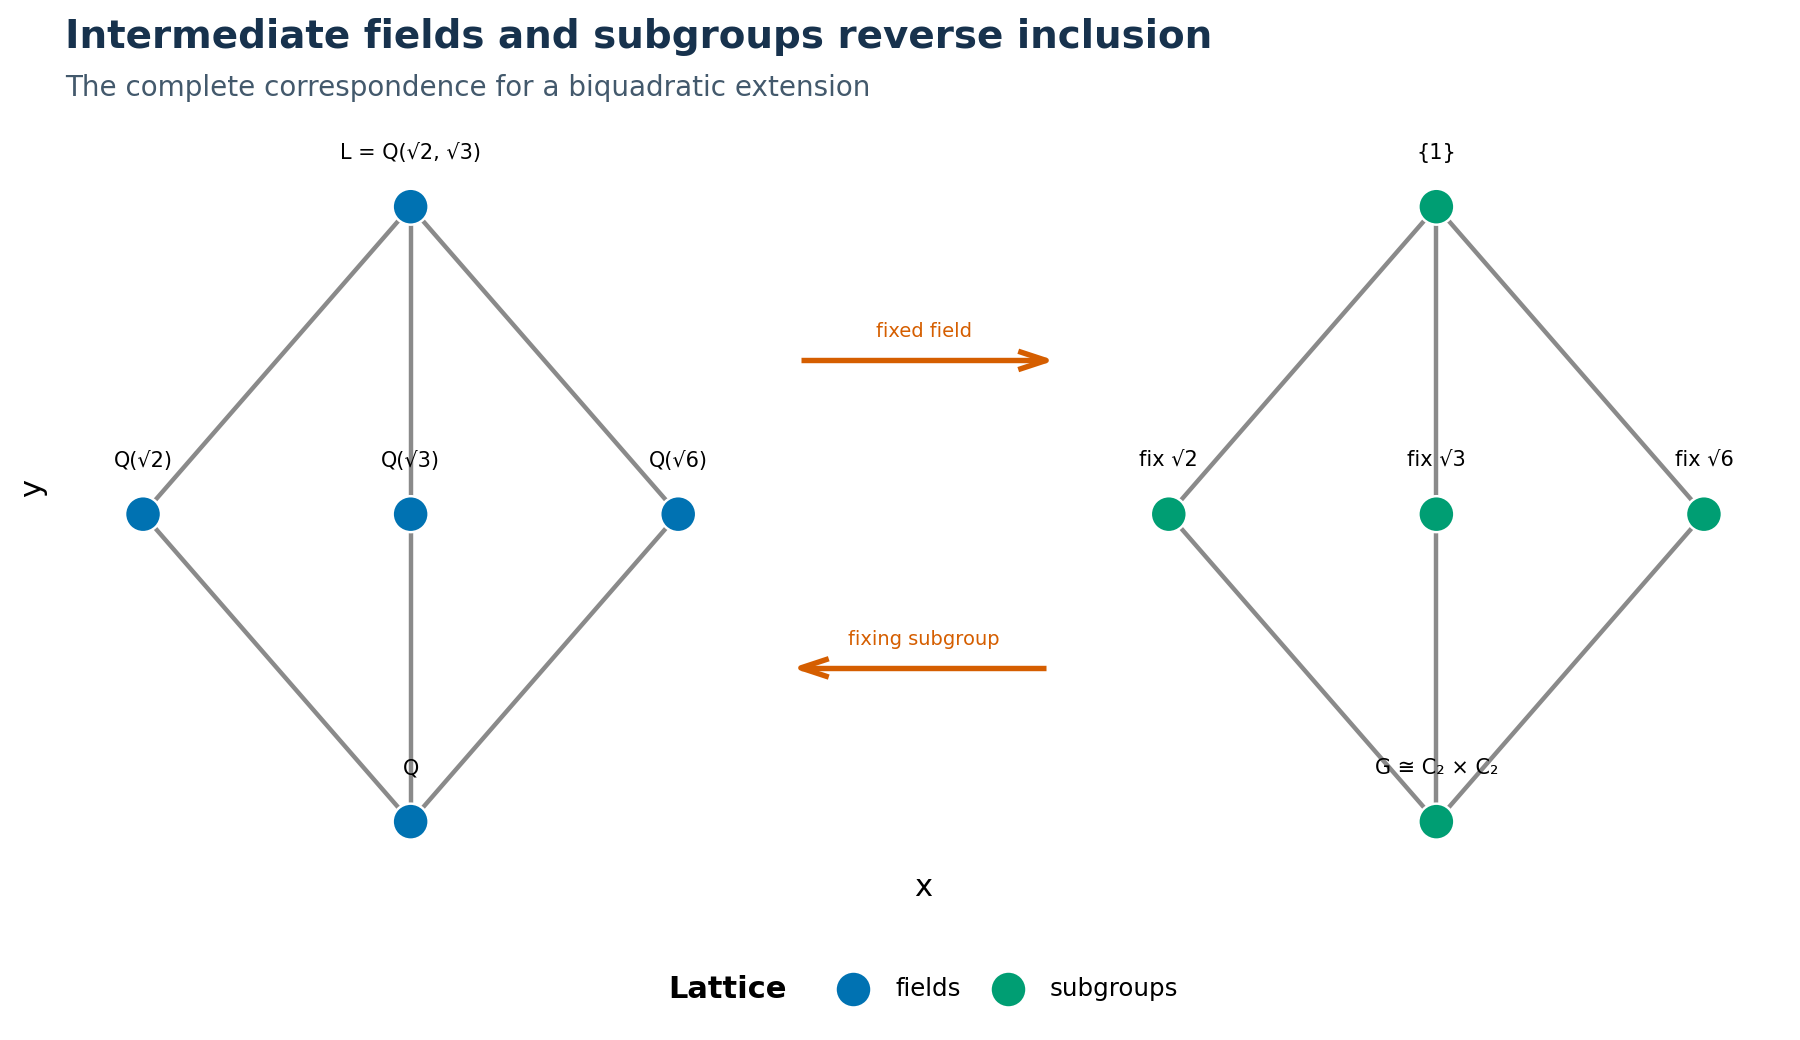 Intermediate fields and subgroups reverse inclusion
The complete correspondence for a biquadratic extension
L = Q(√2, √3)
{1}
fixed field
Q(√2)
Q(√3)
Q(√6)
fix √2
fix √3
fix √6
y
fixing subgroup
Q
G ≅ C₂ × C₂
x
Lattice
fields
subgroups